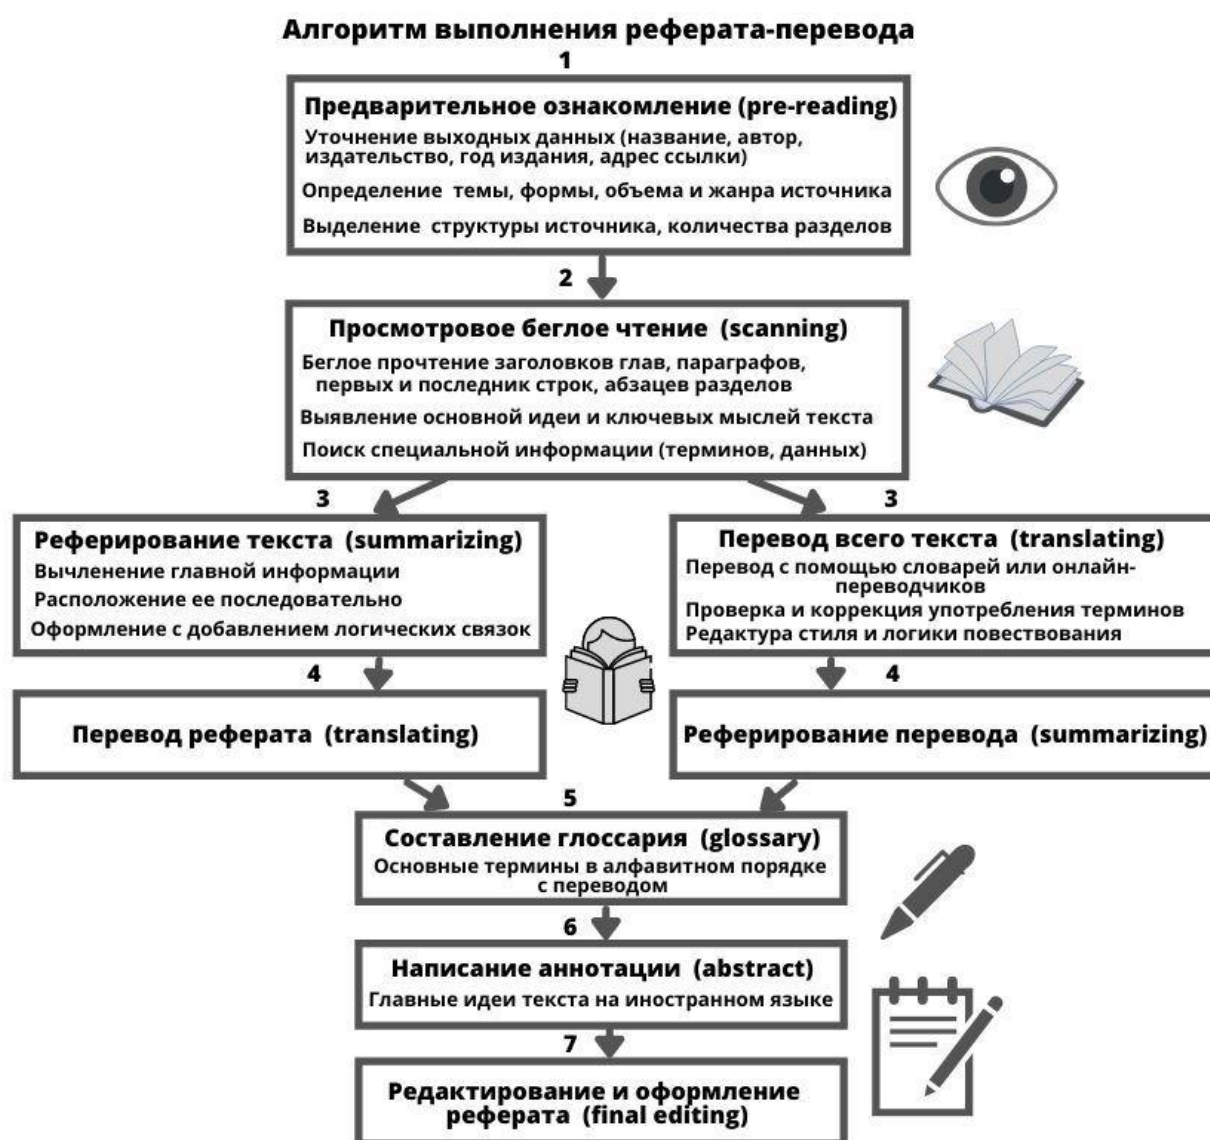 Алгоритм выполнения реферата-перевода
1
Предварительное ознакомление (pre-reading)
Уточнение выходных данных (название, автор,
издательство, год издания, адрес ссылки)
Определение темы, формы, объема и жанра источника
Выделение структуры источника, количества разделов
2
Просмотровое беглое чтение (scanning)
Беглое прочтение заголовков глав, параграфов,
первых и последник строк, абзацев разделов
Выявление основной идеи и ключевых мыслей текста
Поиск специальной информации (терминов, данных)
3
Реферирование текста (summarizing)
Вычленение главной информации
Расположение ее последовательно
Оформление с добавлением логических связок
4
Перевод реферата (translating)
3
Перевод всего текста (translating)
Перевод с помощью словарей или онлайн-
переводчиков
Проверка и коррекция употребления терминов
Редактура стиля и логики повествования
4
Реферирование перевода (summarizing)
5
Составление глоссария (glossary)
Основные термины в алфавитном порядке
с переводом
6
Написание аннотации (abstract)
Главные идеи текста на иностранном языке
7
Редактирование и оформление
реферата (final editing)